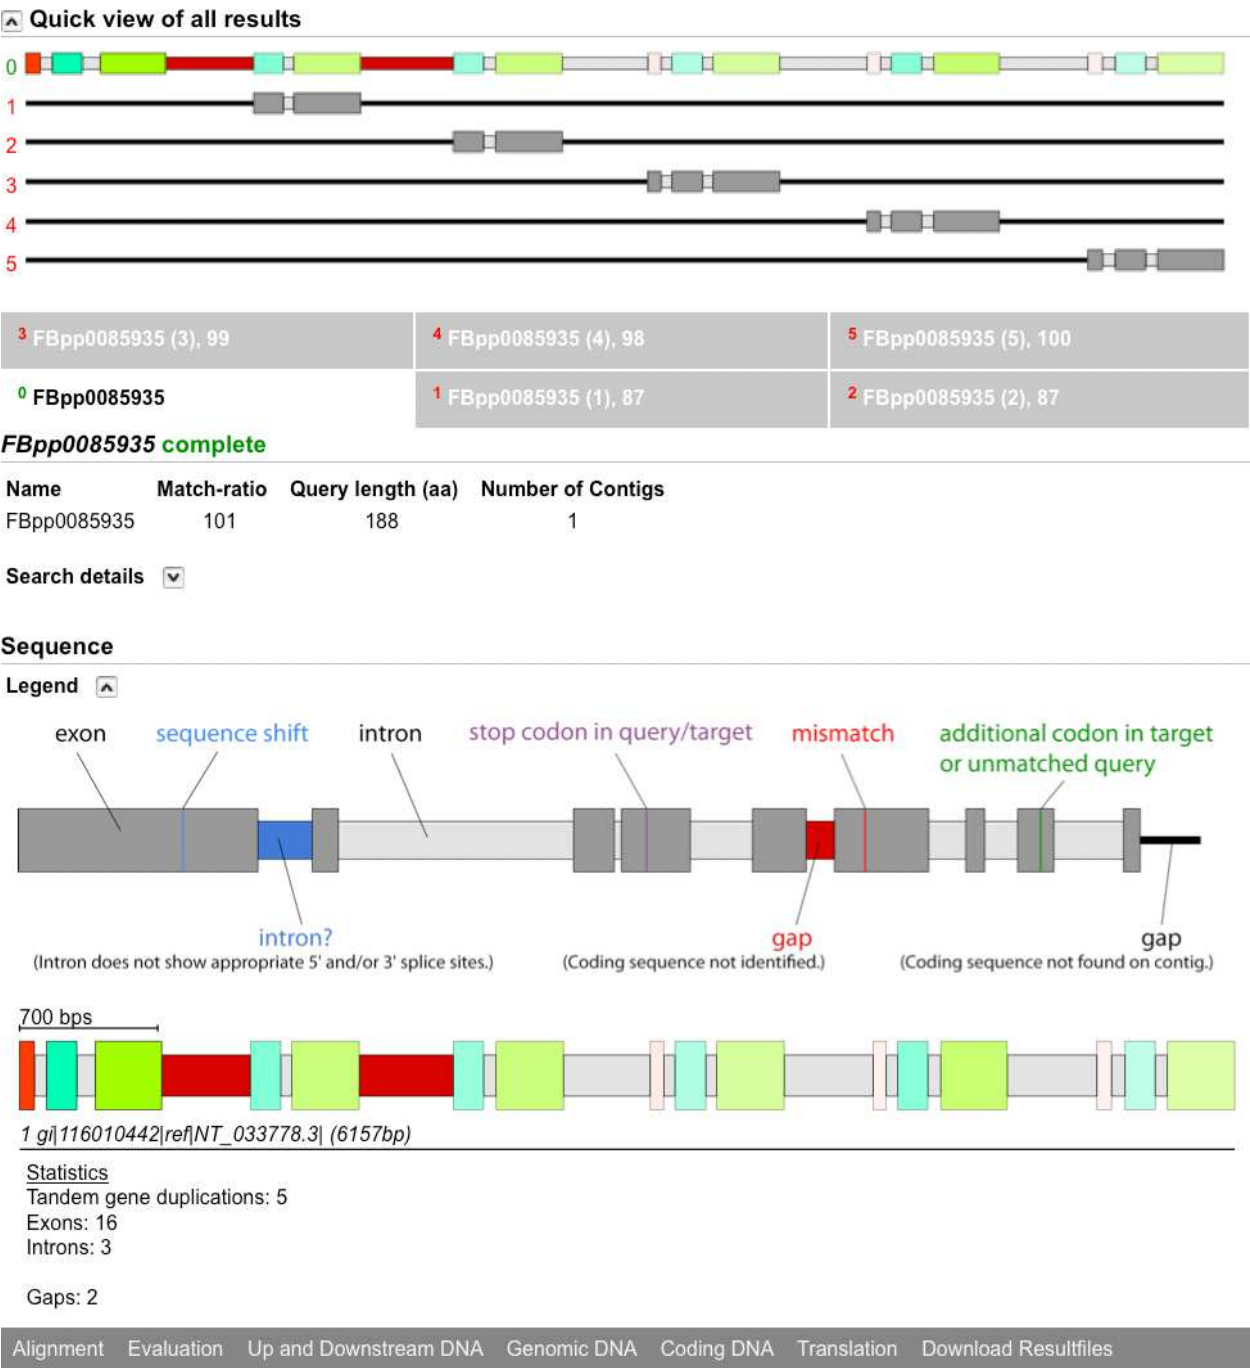 Quick view of all results
0
1
2
3
4
5
3 FBpp0085935 (3), 99 4 FBpp0085935 (4), 98 5 FBpp0085935 (5), 100
0 FBpp0085935 1 FBpp0085935 (1), 87 2 FBpp0085935 (2), 87
FBpp0085935 complete
Name Match-ratio Query length (aa) Number of Contigs
FBpp0085935 101 188 1
Search details
Sequence
Legend
exon sequence shift intron stop codon in query/target mismatch additional codon in target
or unmatched query
intron? gap gap
(Intron does not show appropriate 5' and/or 3' splice sites.) (Coding sequence not identified.) (Coding sequence not found on contig.)
700 bps
1 gi|116010442|ref|NT_033778.3| (6157bp)
Statistics
Tandem gene duplications: 5
Exons: 16
Introns: 3
Gaps: 2
Alignment Evaluation Up and Downstream DNA Genomic DNA Coding DNA Translation Download Resultfiles